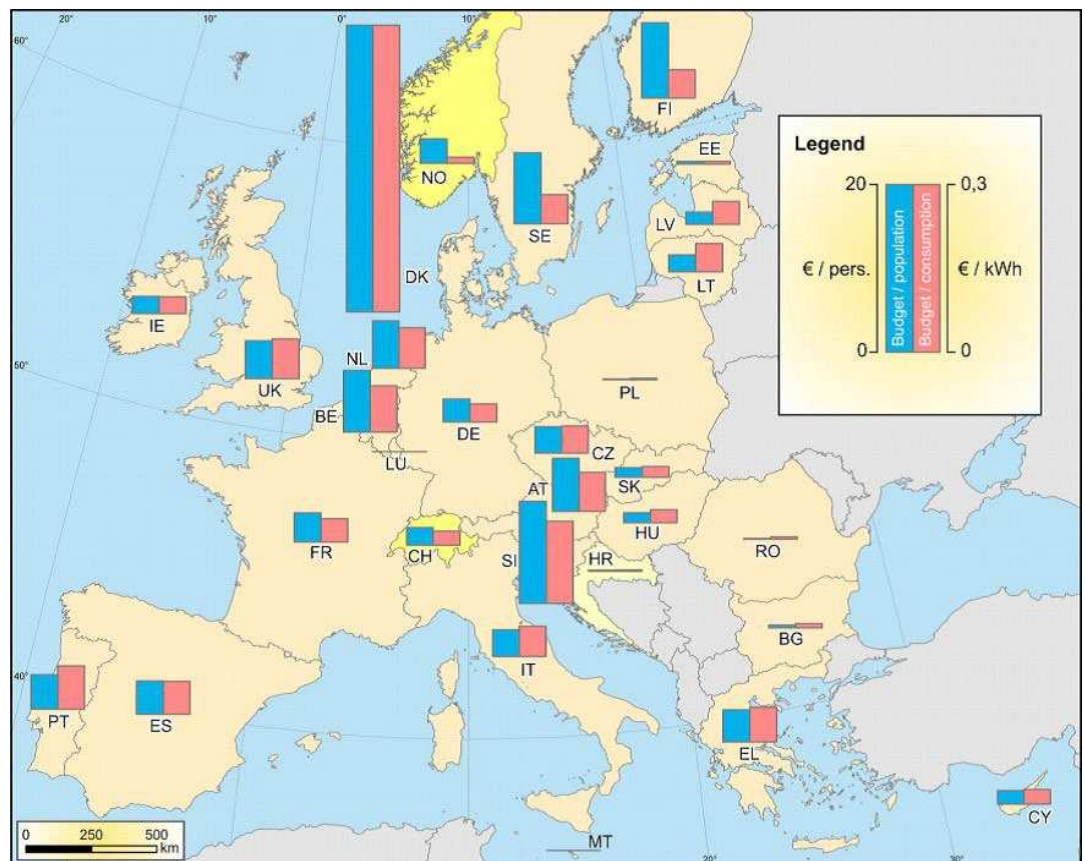 20°
10°
0°
10°
60°
50°
40°
20°
30°
FI
EE
NO
SE
LV
LT
DK
IE
UK
NL
BE
LU
DE
PL
CZ
AT
SK
HU
FR
CH
SI
HR
RO
BG
IT
PT
ES
EL
CY
MT
Legend
20
0,3
€ / pers.
Budget / population
Budget / consumption
€ / kWh
0
0
0 250 500
km